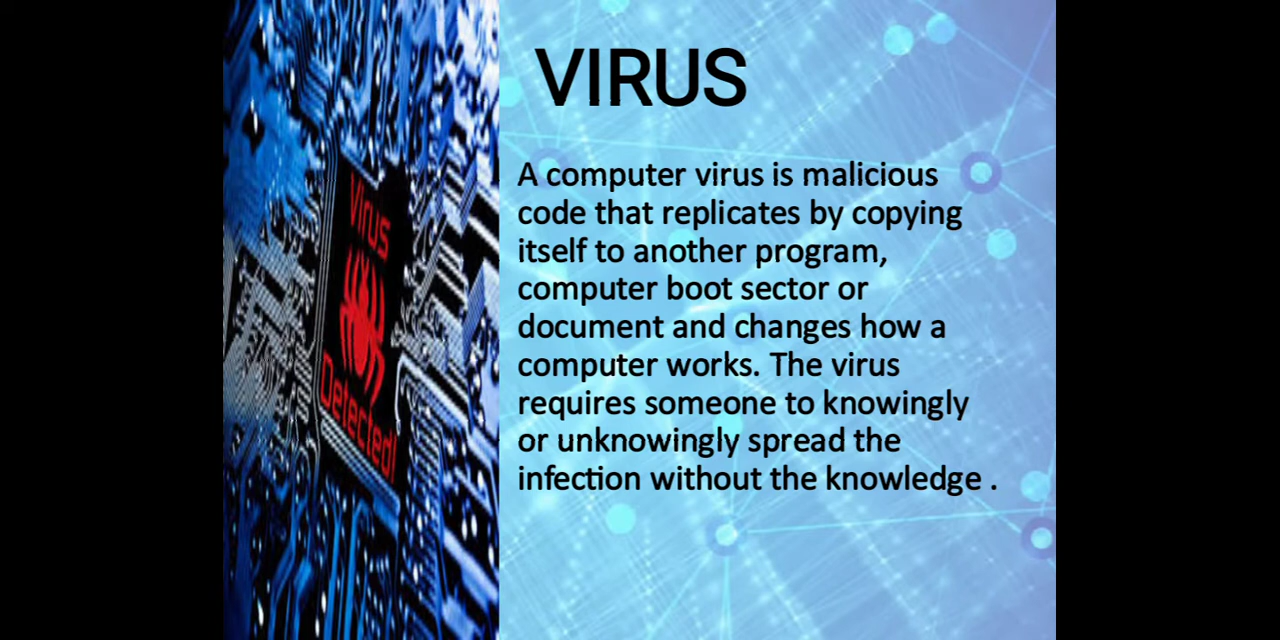 VIRUS
Virus
Detected!
A computer virus is malicious
code that replicates by copying
itself to another program,
computer boot sector or
document and changes how a
computer works. The virus
requires someone to knowingly
or unknowingly spread the
infection without the knowledge .